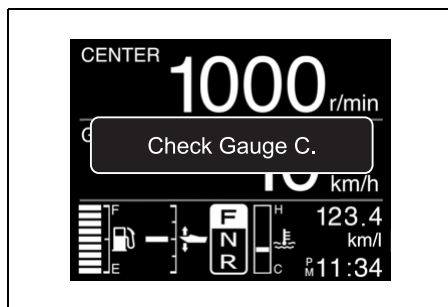 CENTER
1000 r/min
G
Check Gauge C.
km/h
F
E
F
N
R
H
C
123.4
km/l
PM 11:34